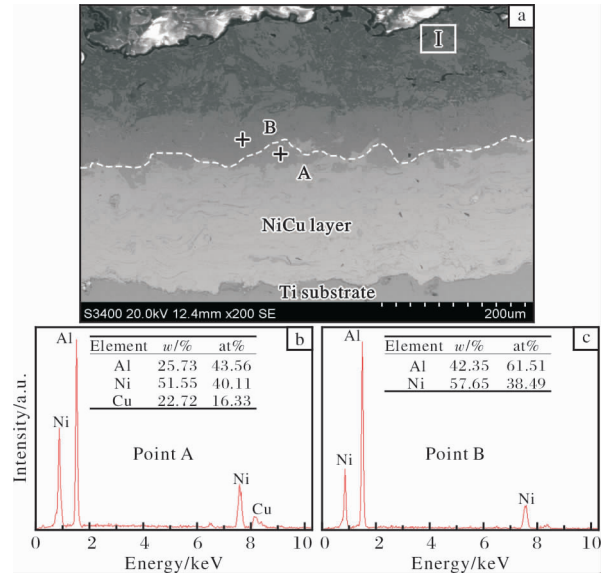 a
I
B
A
NiCu layer
Ti substrate
S3400 20.0kV 12.4mm x200 SE 200um
b
Al
Element w/% at%
Al 25.73 43.56
Ni 51.55 40.11
Cu 22.72 16.33
Ni
Point A
Ni
Cu
Intensity/a.u.
0 2 4 6 8 10
Energy/keV
c
Al
Element w/% at%
Al 42.35 61.51
Ni 57.65 38.49
Ni
Point B
Ni
0 2 4 6 8 10
Energy/keV